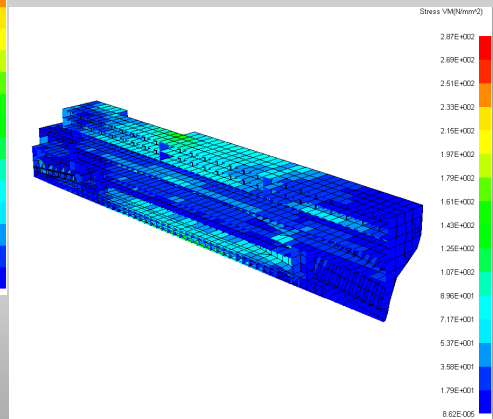 Stress VM(N/mm^2)
2.87E+002
2.69E+002
2.51E+002
2.33E+002
2.15E+002
1.97E+002
1.79E+002
1.61E+002
1.43E+002
1.25E+002
1.07E+002
8.96E+001
7.17E+001
5.37E+001
3.58E+001
1.79E+001
8.62E-005